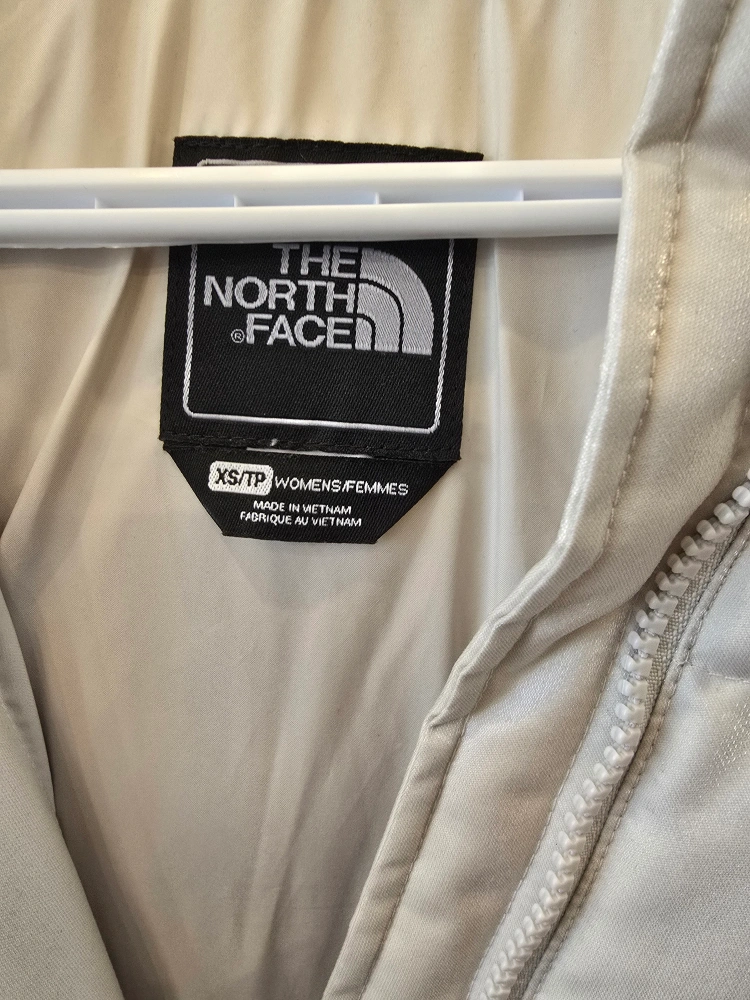 THE
NORTH
®FACE
XS/TP WOMENS/FEMMES
MADE IN VIETNAM
FABRIQUE AU VIETNAM